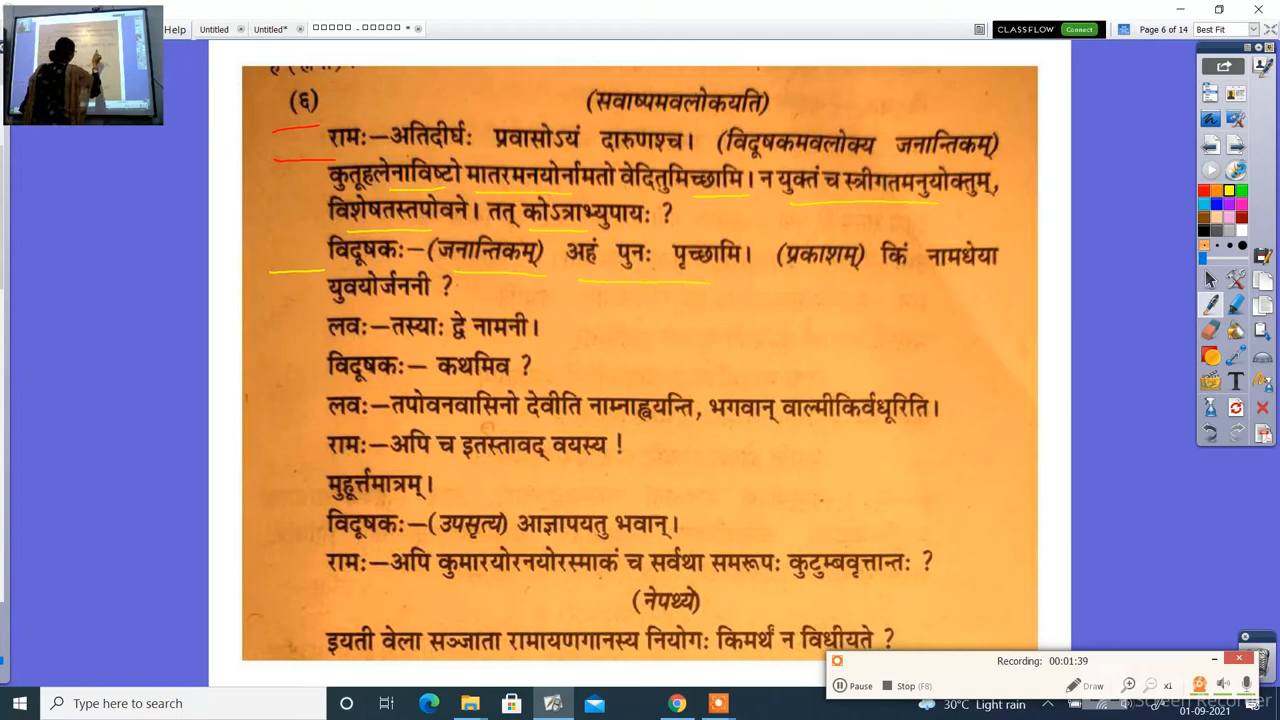 Help
Untitled
Untitled*
CLASSFLOW Connect
Page 6 of 14
Best Fit
(६)
(सवाष्पमवलोकयति)
रामः—अतिदीर्घः प्रवासोऽयं दारुणश्च। (विदूषकमवलोक्य जनान्तिकम्)
कुतूहलेनाविष्टो मातरमनयोर्नामतो वेदितुमिच्छामि। न युक्तं च स्त्रीगतमनुयोक्तुम्,
विशेषतस्तपोवने। तत् कोऽत्राभ्युपायः ?
विदूषकः—(जनान्तिकम्) अहं पुनः पृच्छामि। (प्रकाशम्) किं नामधेया
युवयोर्जननी ?
लवः—तस्याः द्वे नामनी।
विदूषकः— कथमिव ?
लवः—तपोवनवासिनो देवीति नाम्नाह्वयन्ति, भगवान् वाल्मीकिर्वधूरिति।
रामः—अपि च इतस्तावद् वयस्य !
मुहूर्त्तमात्रम्।
विदूषकः—(उपसृत्य) आज्ञापयतु भवान्।
रामः—अपि कुमारयोरनयोरस्माकं च सर्वथा समरूपः कुटुम्बवृत्तान्तः ?
(नेपथ्ये)
इयती वेला सञ्जाता रामायणगानस्य नियोगः किमर्थं न विधीयते ?
Recording: 00:01:39
Pause
Stop (F8)
Draw
x1
Type here to search
30°C Light rain
01-09-2021